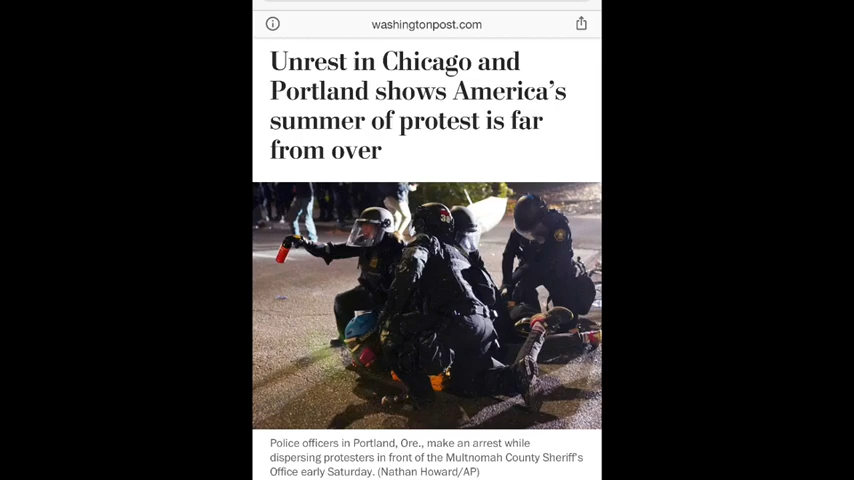 washingtonpost.com
Unrest in Chicago and
Portland shows America's
summer of protest is far
from over
Police officers in Portland, Ore., make an arrest while
dispersing protesters in front of the Multnomah County Sheriff's
Office early Saturday. (Nathan Howard/AP)